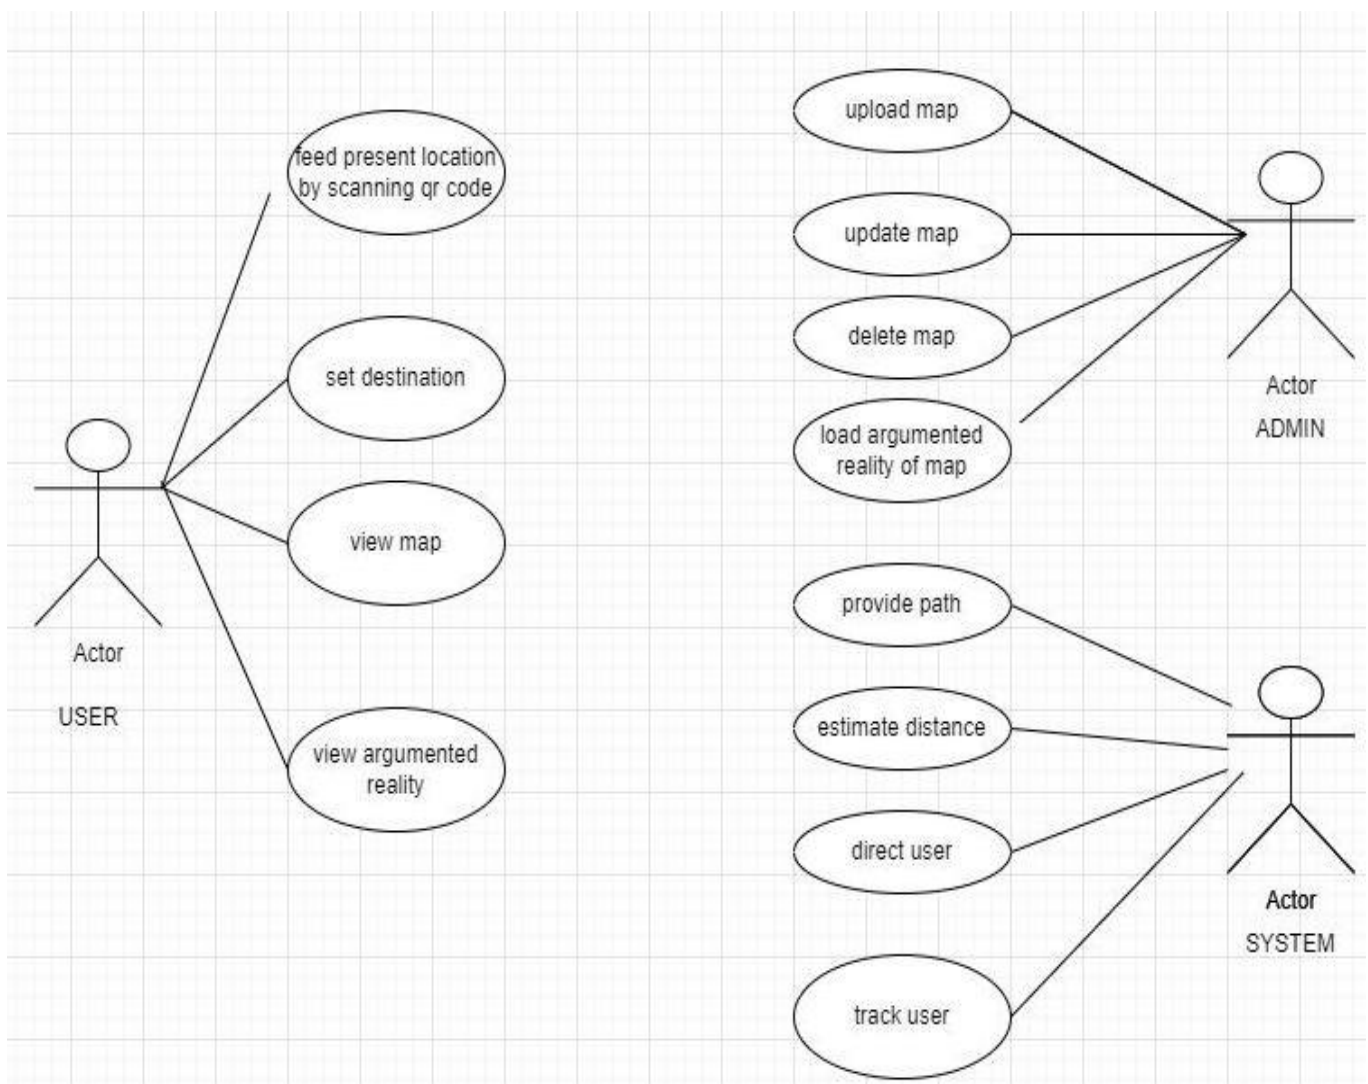 feed present location
by scanning qr code
set destination
view map
view argumented
reality
Actor
USER
upload map
update map
delete map
load argumented
reality of map
Actor
ADMIN
provide path
estimate distance
direct user
track user
Actor
SYSTEM